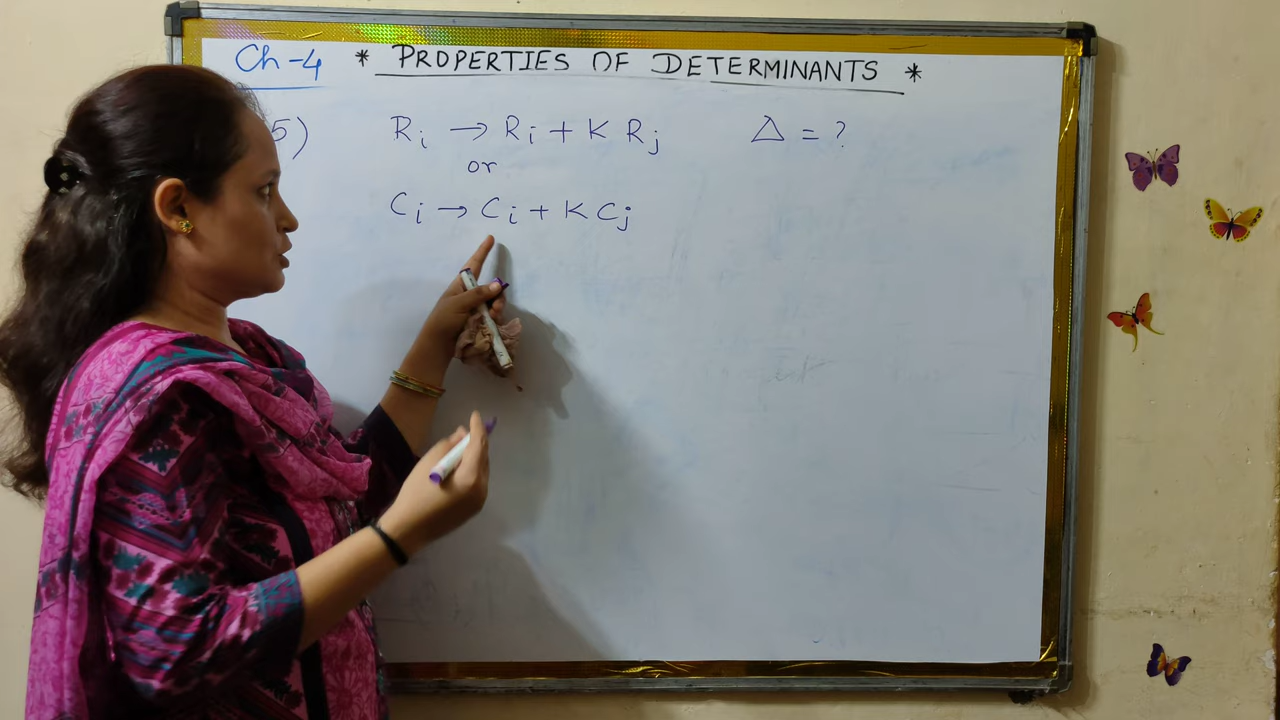 Ch-4 * PROPERTIES OF DETERMINANTS *
5) Ri → Ri + K Rj Δ = ?
or
Ci → Ci + K Cj